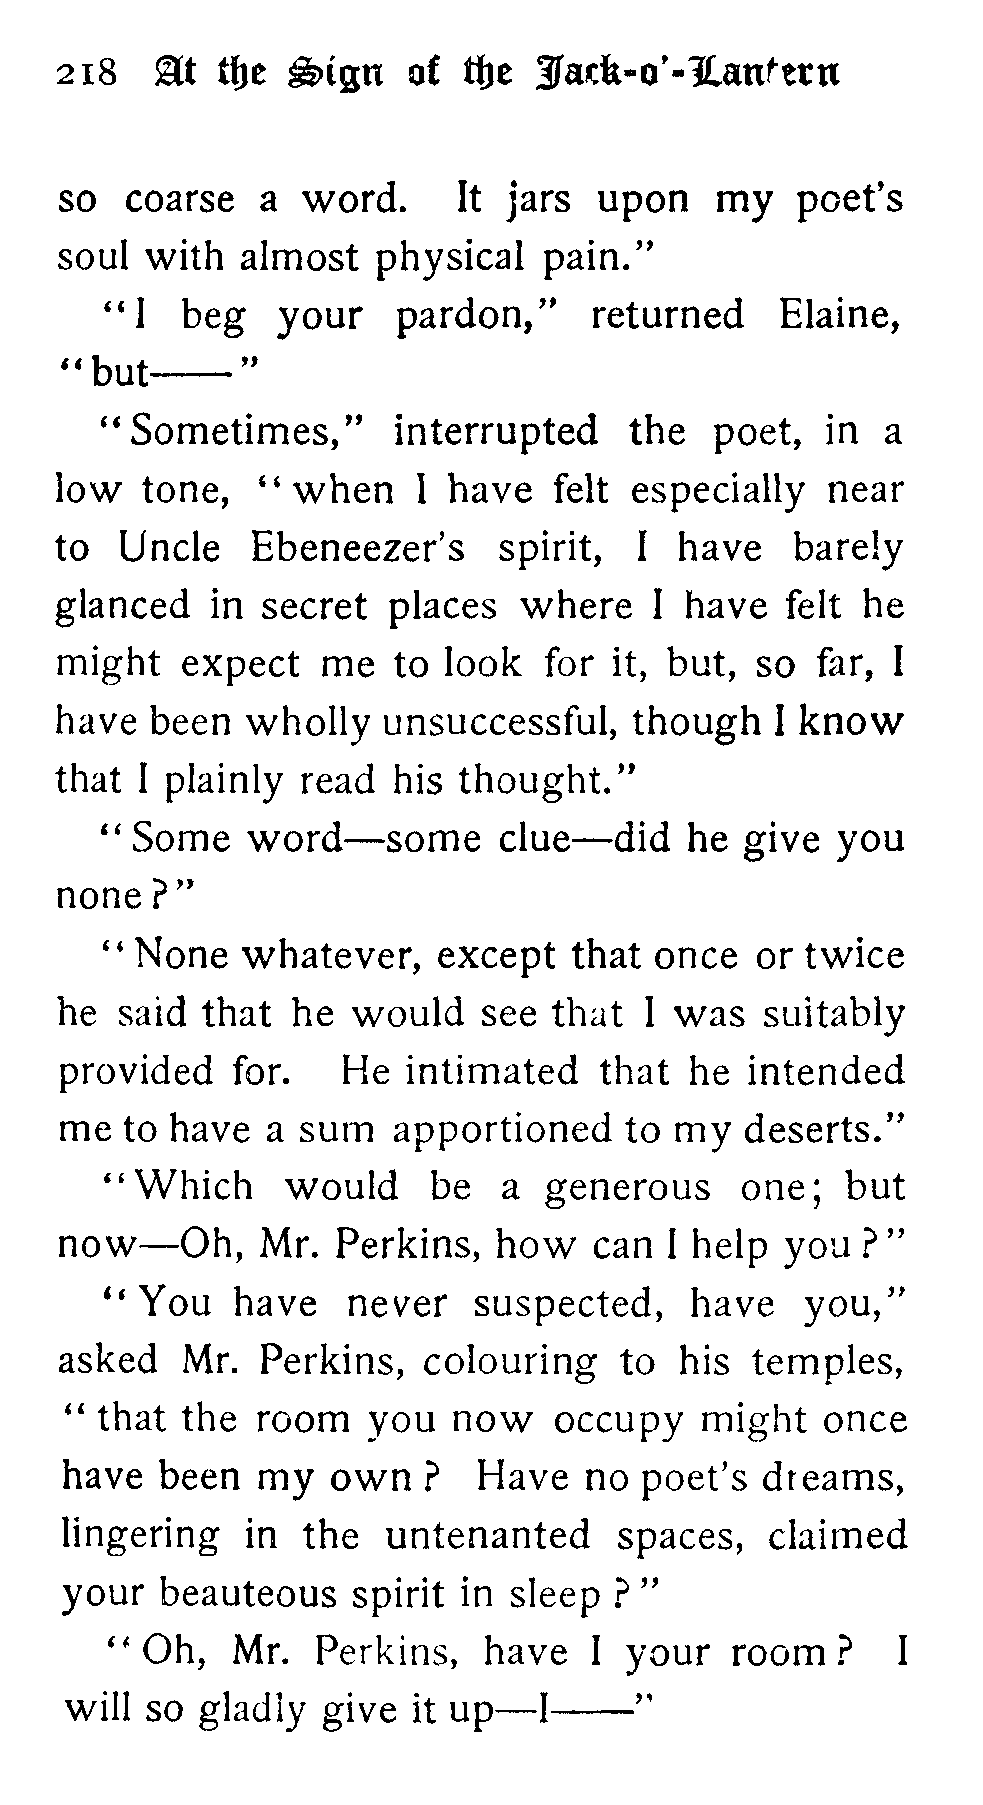 218 At the Sign of the Jack-o'-Lantern
so coarse a word. It jars upon my poet's
soul with almost physical pain."
"I beg your pardon," returned Elaine,
"but——"
"Sometimes," interrupted the poet, in a
low tone, "when I have felt especially near
to Uncle Ebeneezer's spirit, I have barely
glanced in secret places where I have felt he
might expect me to look for it, but, so far, I
have been wholly unsuccessful, though I know
that I plainly read his thought."
"Some word—some clue—did he give you
none?"
"None whatever, except that once or twice
he said that he would see that I was suitably
provided for. He intimated that he intended
me to have a sum apportioned to my deserts."
"Which would be a generous one; but
now—Oh, Mr. Perkins, how can I help you?"
"You have never suspected, have you,"
asked Mr. Perkins, colouring to his temples,
"that the room you now occupy might once
have been my own? Have no poet's dreams,
lingering in the untenanted spaces, claimed
your beauteous spirit in sleep?"
"Oh, Mr. Perkins, have I your room? I
will so gladly give it up—I——"